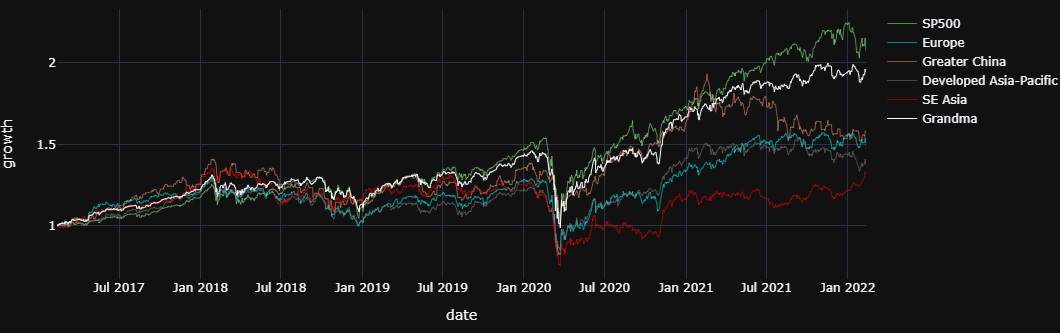 SP500
Europe
Greater China
Developed Asia-Pacific
SE Asia
Grandma
growth
2
1.5
1
Jul 2017 Jan 2018 Jul 2018 Jan 2019 Jul 2019 Jan 2020 Jul 2020 Jan 2021 Jul 2021 Jan 2022
date